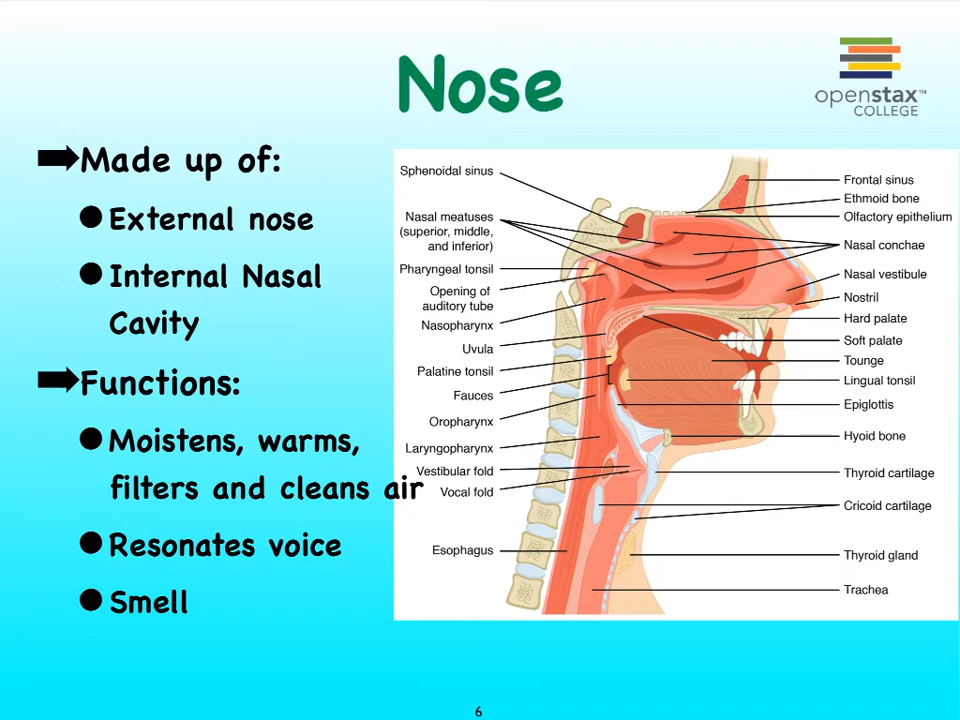 Nose
openstax™
COLLEGE
Made up of:
External nose
Internal Nasal
Cavity
Functions:
Moistens, warms,
filters and cleans air
Resonates voice
Smell
Sphenoidal sinus
Nasal meatuses
(superior, middle,
and inferior)
Pharyngeal tonsil
Opening of
auditory tube
Nasopharynx
Uvula
Palatine tonsil
Fauces
Oropharynx
Laryngopharynx
Vestibular fold
Vocal fold
Esophagus
Frontal sinus
Ethmoid bone
Olfactory epithelium
Nasal conchae
Nasal vestibule
Nostril
Hard palate
Soft palate
Tounge
Lingual tonsil
Epiglottis
Hyoid bone
Thyroid cartilage
Cricoid cartilage
Thyroid gland
Trachea
6